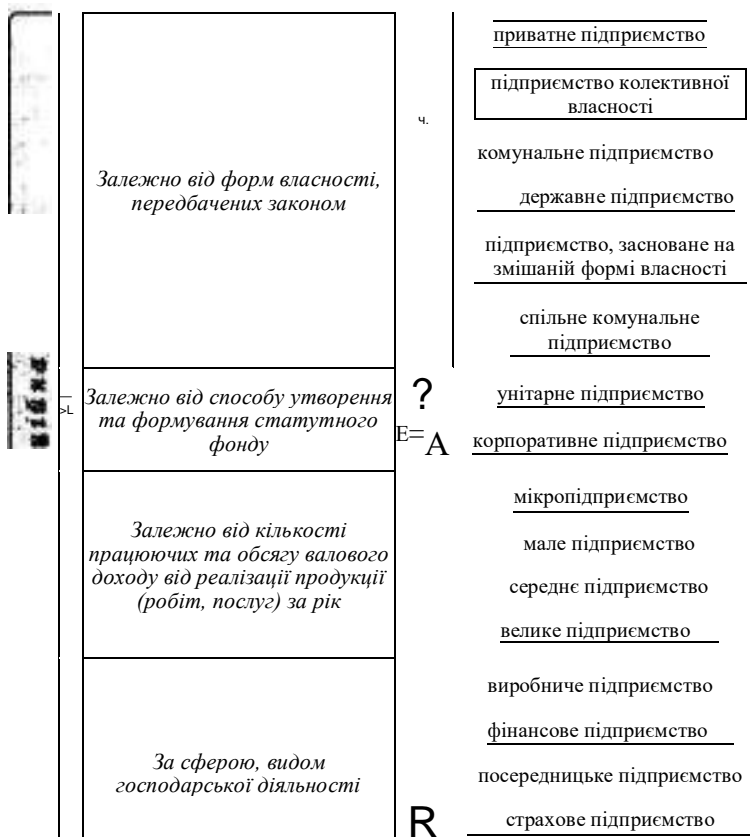 приватне підприємство
підприємство колективної
власності
ч.
комунальне підприємство
Залежно від форм власності,
передбачених законом
державне підприємство
підприємство, засноване на
змішаній формі власності
спільне комунальне
підприємство
Залежно від способу утворення
та формування статутного
фонду
>L
?
E=A
унітарне підприємство
корпоративне підприємство
Залежно від кількості
працюючих та обсягу валового
доходу від реалізації продукції
(робіт, послуг) за рік
мікропідприємство
мале підприємство
середнє підприємство
велике підприємство
За сферою, видом
господарської діяльності
R
виробниче підприємство
фінансове підприємство
посередницьке підприємство
страхове підприємство